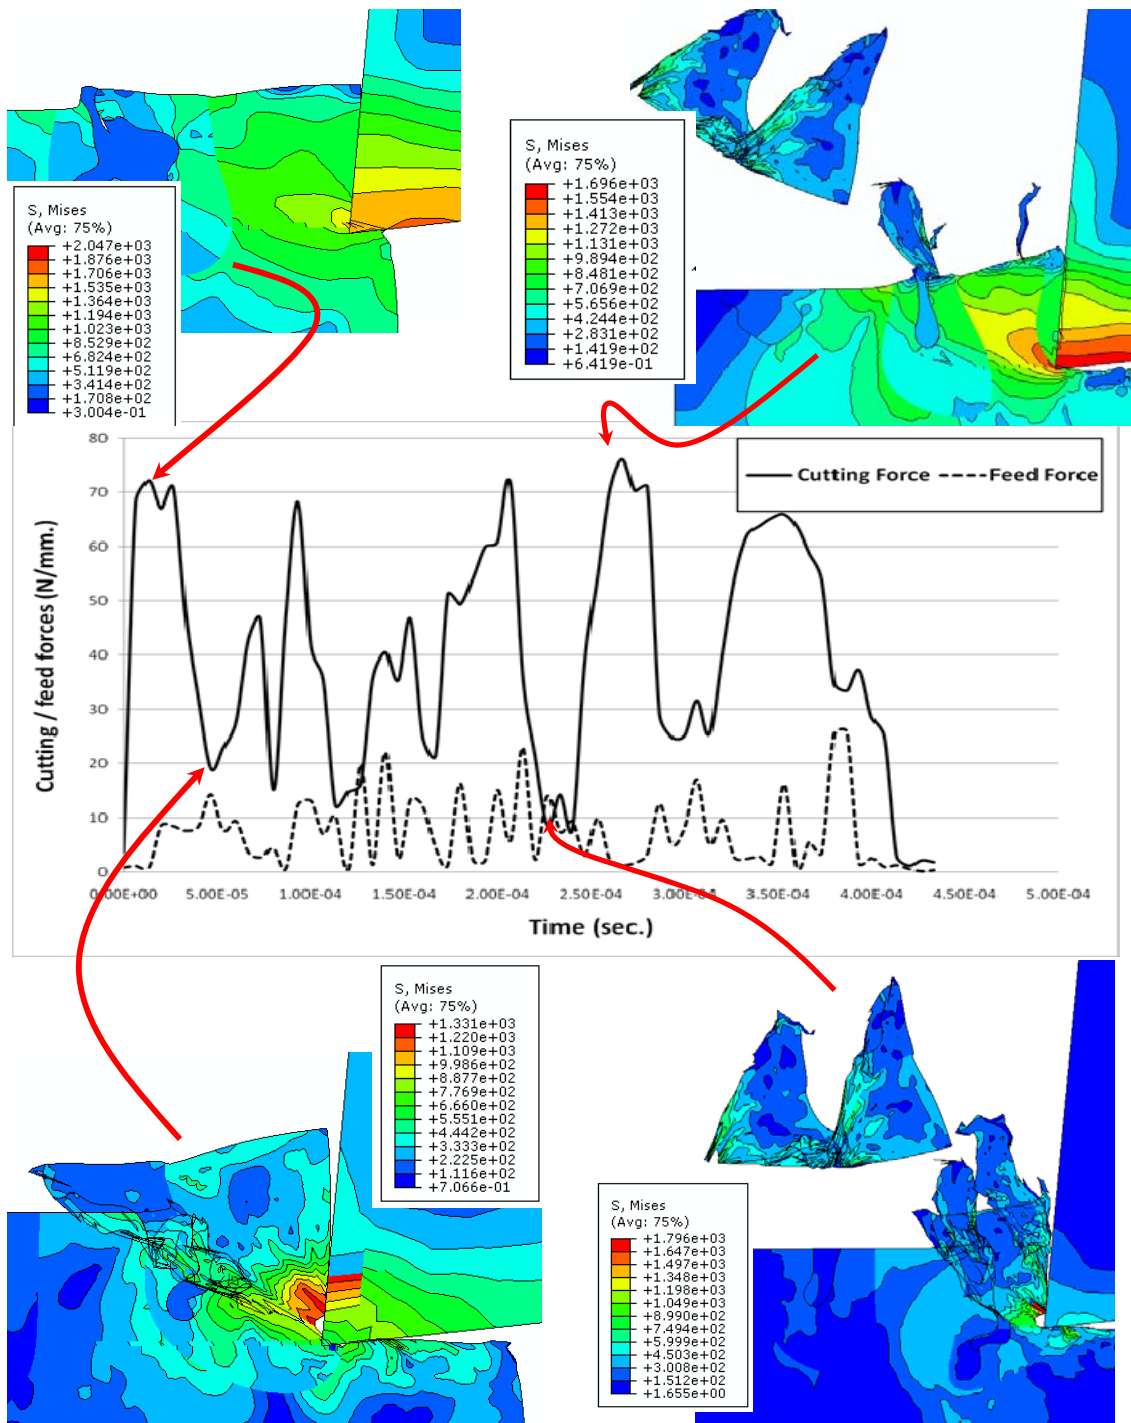 S, Mises
(Avg: 75%)
+2.047e+03
+1.876e+03
+1.706e+03
+1.535e+03
+1.364e+03
+1.194e+03
+1.023e+03
+8.529e+02
+6.824e+02
+5.119e+02
+3.414e+02
+1.708e+02
+3.004e-01
S, Mises
(Avg: 75%)
+1.696e+03
+1.554e+03
+1.413e+03
+1.272e+03
+1.131e+03
+9.894e+02
+8.481e+02
+7.069e+02
+5.656e+02
+4.244e+02
+2.831e+02
+1.419e+02
+6.419e-01
Cutting Force
Feed Force
Cutting / feed forces (N/mm.)
80
70
60
50
40
30
20
10
0
0.00E+00 5.00E-05 1.00E-04 1.50E-04 2.00E-04 2.50E-04 3.00E-04 3.50E-04 4.00E-04 4.50E-04 5.00E-04
Time (sec.)
S, Mises
(Avg: 75%)
+1.331e+03
+1.220e+03
+1.109e+03
+9.986e+02
+8.877e+02
+7.769e+02
+6.660e+02
+5.551e+02
+4.442e+02
+3.333e+02
+2.225e+02
+1.116e+02
+7.066e-01
S, Mises
(Avg: 75%)
+1.796e+03
+1.647e+03
+1.497e+03
+1.348e+03
+1.198e+03
+1.049e+03
+8.990e+02
+7.494e+02
+5.999e+02
+4.503e+02
+3.008e+02
+1.512e+02
+1.655e+00